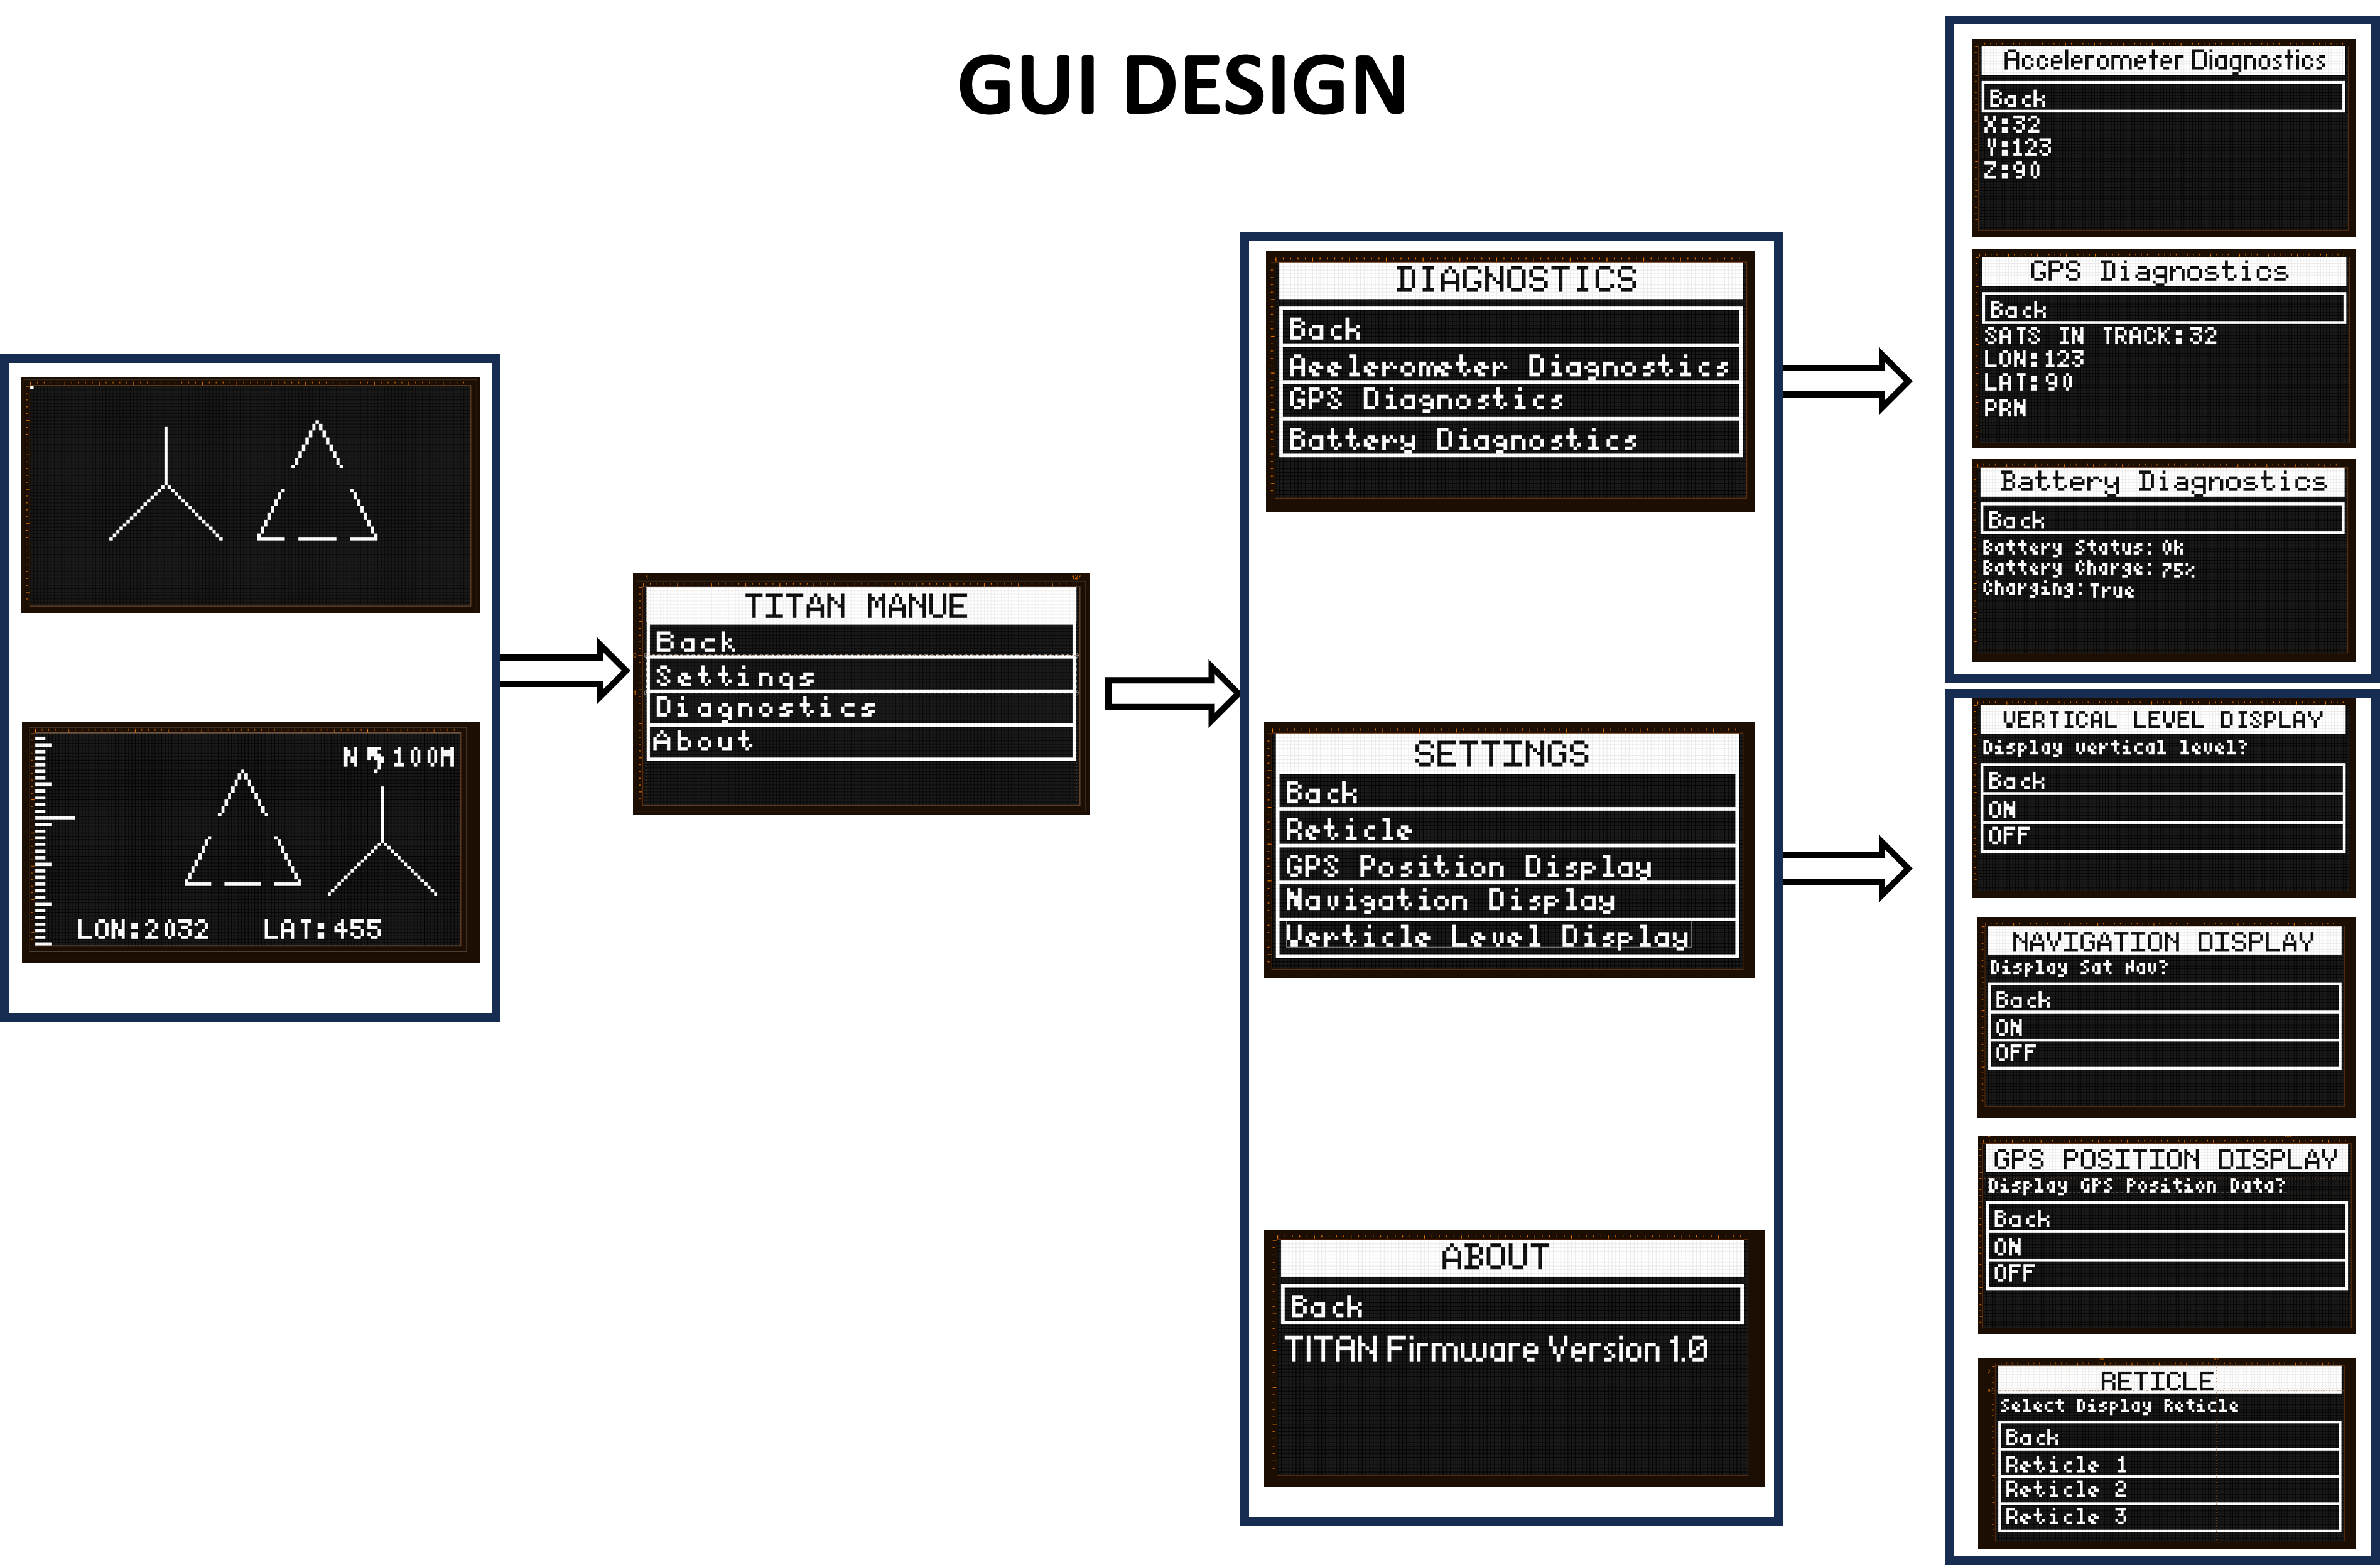 GUI DESIGN
N 100M
LON:2032 LAT:455
TITAN MANUE
Back
Settings
Diagnostics
About
DIAGNOSTICS
Back
Aeelerometer Diagnostics
GPS Diagnostics
Battery Diagnostics
SETTINGS
Back
Reticle
GPS Position Display
Navigation Display
Verticle Level Display
ABOUT
Back
TITAN Firmware Version 1.0
Accelerometer Diagnostics
Back
X:32
Y:123
Z:90
GPS Diagnostics
Back
SATS IN TRACK:32
LON:123
LAT:90
PRN
Battery Diagnostics
Back
Battery Status: Ok
Battery Charge: 75%
Charging: True
VERTICAL LEVEL DISPLAY
Display vertical level?
Back
ON
OFF
NAVIGATION DISPLAY
Display Sat Nav?
Back
ON
OFF
GPS POSITION DISPLAY
Display GPS Position Data?
Back
ON
OFF
RETICLE
Select Display Reticle
Back
Reticle 1
Reticle 2
Reticle 3